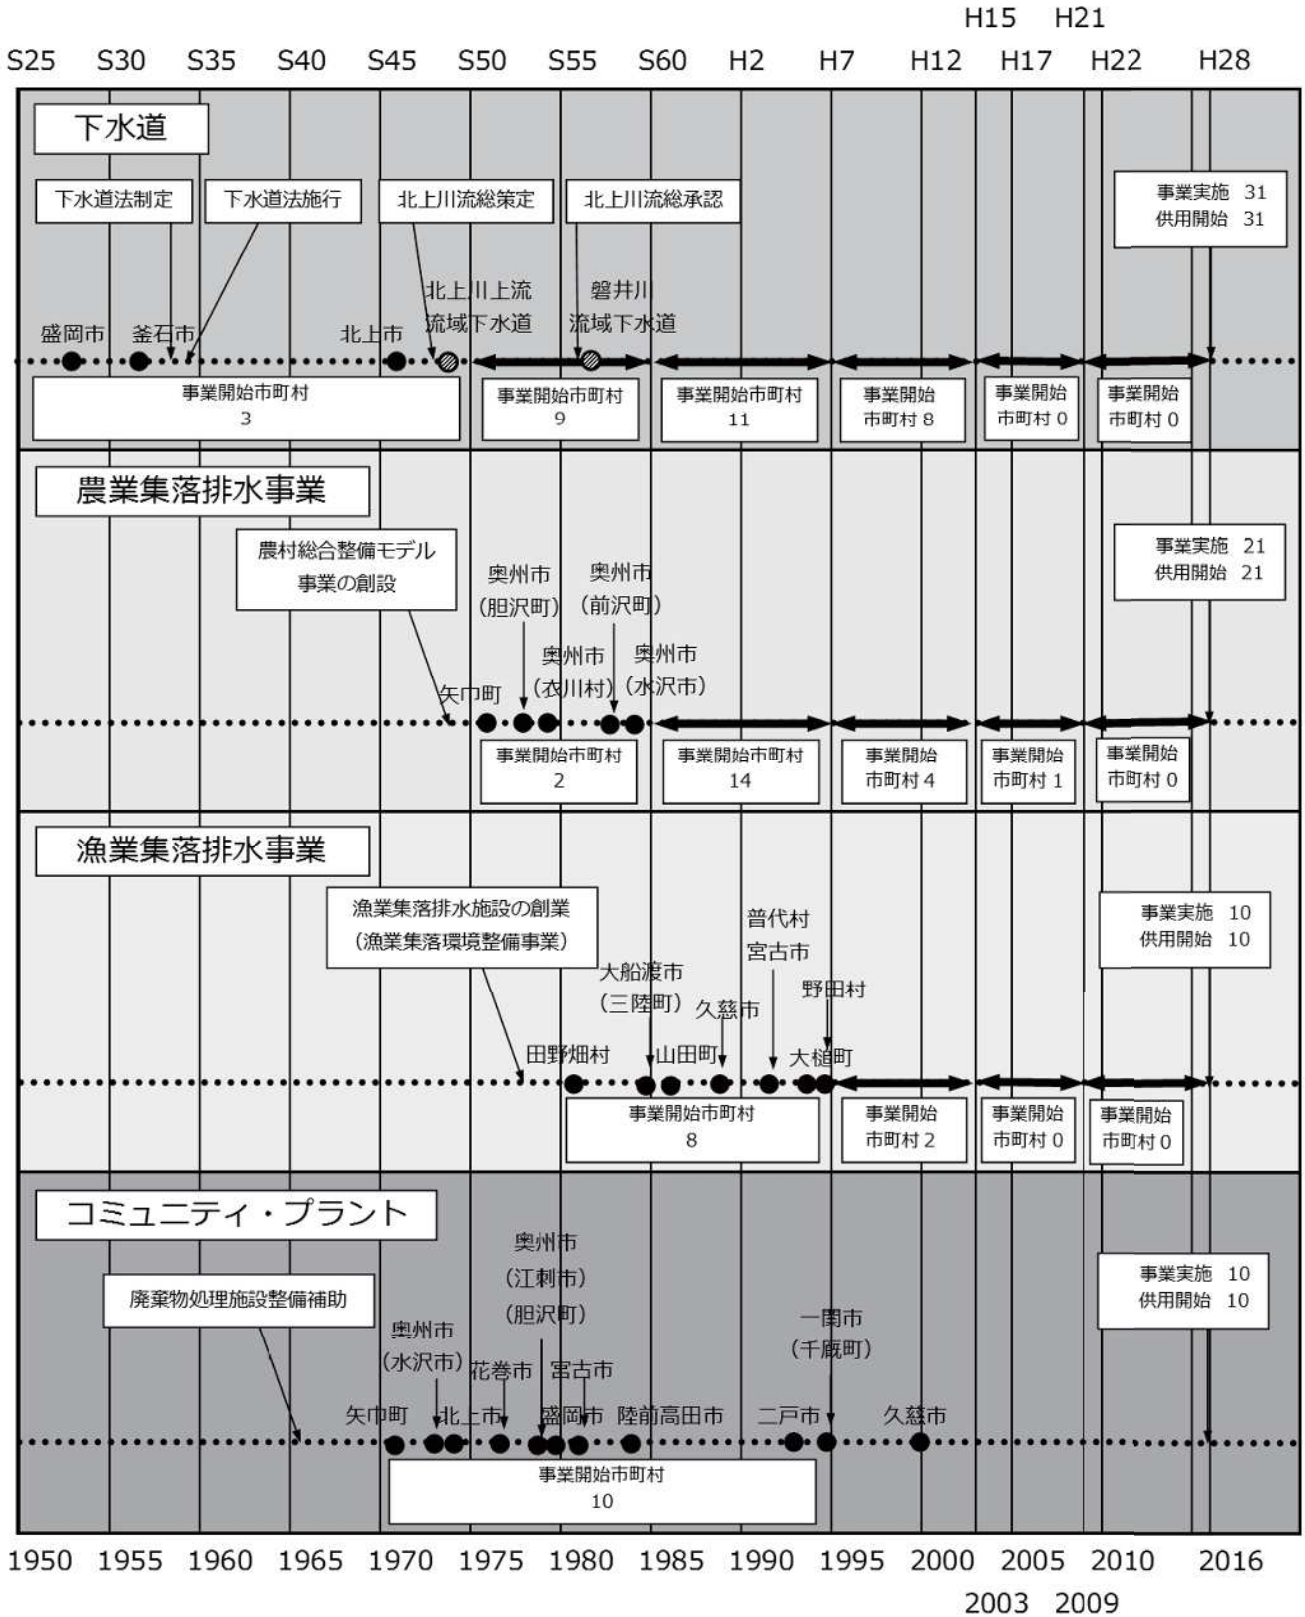 H15 H21
S25 S30 S35 S40 S45 S50 S55 S60 H2 H7 H12 H17 H22 H28
下水道
下水道法制定
下水道法施行
北上川流総策定
北上川流総承認
事業実施 31
供用開始 31
北上川上流
流域下水道
磐井川
流域下水道
盛岡市
釜石市
北上市
事業開始市町村
3
事業開始市町村
9
事業開始市町村
11
事業開始
市町村 8
事業開始
市町村 0
事業開始
市町村 0
農業集落排水事業
農村総合整備モデル
事業の創設
奥州市
（胆沢町）
奥州市
（前沢町）
事業実施 21
供用開始 21
矢巾町
奥州市
（衣川村）
奥州市
（水沢市）
事業開始市町村
2
事業開始市町村
14
事業開始
市町村 4
事業開始
市町村 1
事業開始
市町村 0
漁業集落排水事業
漁業集落排水施設の創業
（漁業集落環境整備事業）
普代村
宮古市
事業実施 10
供用開始 10
大船渡市
（三陸町）
久慈市
野田村
田野畑村
山田町
大槌町
事業開始市町村
8
事業開始
市町村 2
事業開始
市町村 0
事業開始
市町村 0
コミュニティ・プラント
廃棄物処理施設整備補助
奥州市
（江刺市）
（胆沢町）
事業実施 10
供用開始 10
奥州市
（水沢市）
花巻市
宮古市
一関市
（千厩町）
矢巾町
北上市
盛岡市
陸前高田市
二戸市
久慈市
事業開始市町村
10
1950 1955 1960 1965 1970 1975 1980 1985 1990 1995 2000 2005 2010 2016
2003 2009